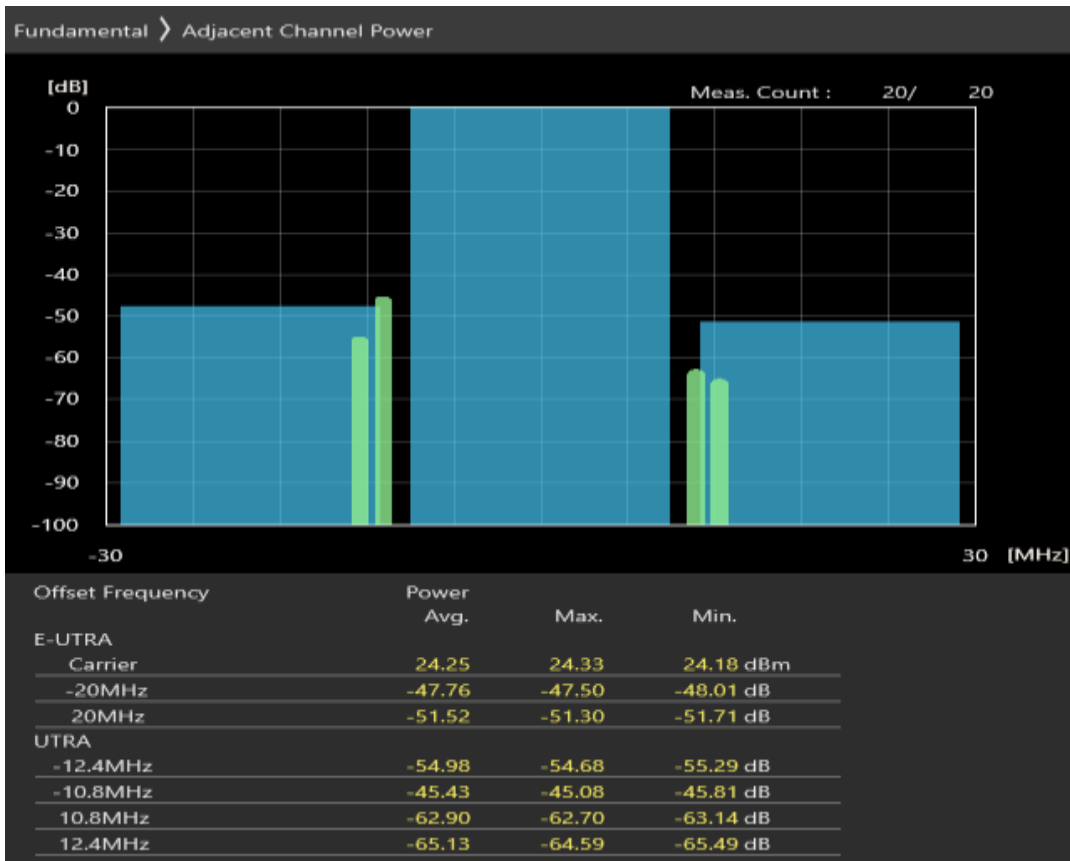 Fundamental 〉 Adjacent Channel Power
[dB]
Meas. Count : 20/ 20
0
-10
-20
-30
-40
-50
-60
-70
-80
-90
-100
-30 30 [MHz]
Offset Frequency Power
Avg. Max. Min.
E-UTRA
Carrier 24.25 24.33 24.18 dBm
-20MHz -47.76 -47.50 -48.01 dB
20MHz -51.52 -51.30 -51.71 dB
UTRA
-12.4MHz -54.98 -54.68 -55.29 dB
-10.8MHz -45.43 -45.08 -45.81 dB
10.8MHz -62.90 -62.70 -63.14 dB
12.4MHz -65.13 -64.59 -65.49 dB